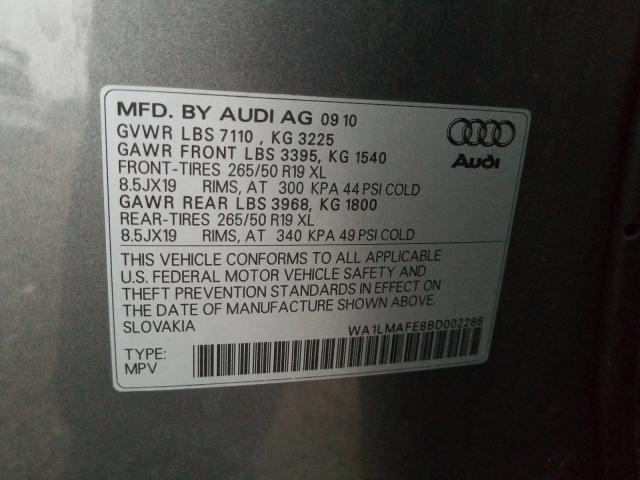 MFD. BY AUDI AG 09 10
GVWR LBS 7110 , KG 3225
GAWR FRONT LBS 3395, KG 1540
FRONT-TIRES 265/50 R19 XL
8.5JX19 RIMS, AT 300 KPA 44 PSI COLD
GAWR REAR LBS 3968, KG 1800
REAR-TIRES 265/50 R19 XL
8.5JX19 RIMS, AT 340 KPA 49 PSI COLD
Audi
THIS VEHICLE CONFORMS TO ALL APPLICABLE
U.S. FEDERAL MOTOR VEHICLE SAFETY AND
THEFT PREVENTION STANDARDS IN EFFECT ON
THE DATE OF MANUFACTURE SHOWN ABOVE.
SLOVAKIA
WA1LMAFE8BD002286
TYPE:
MPV